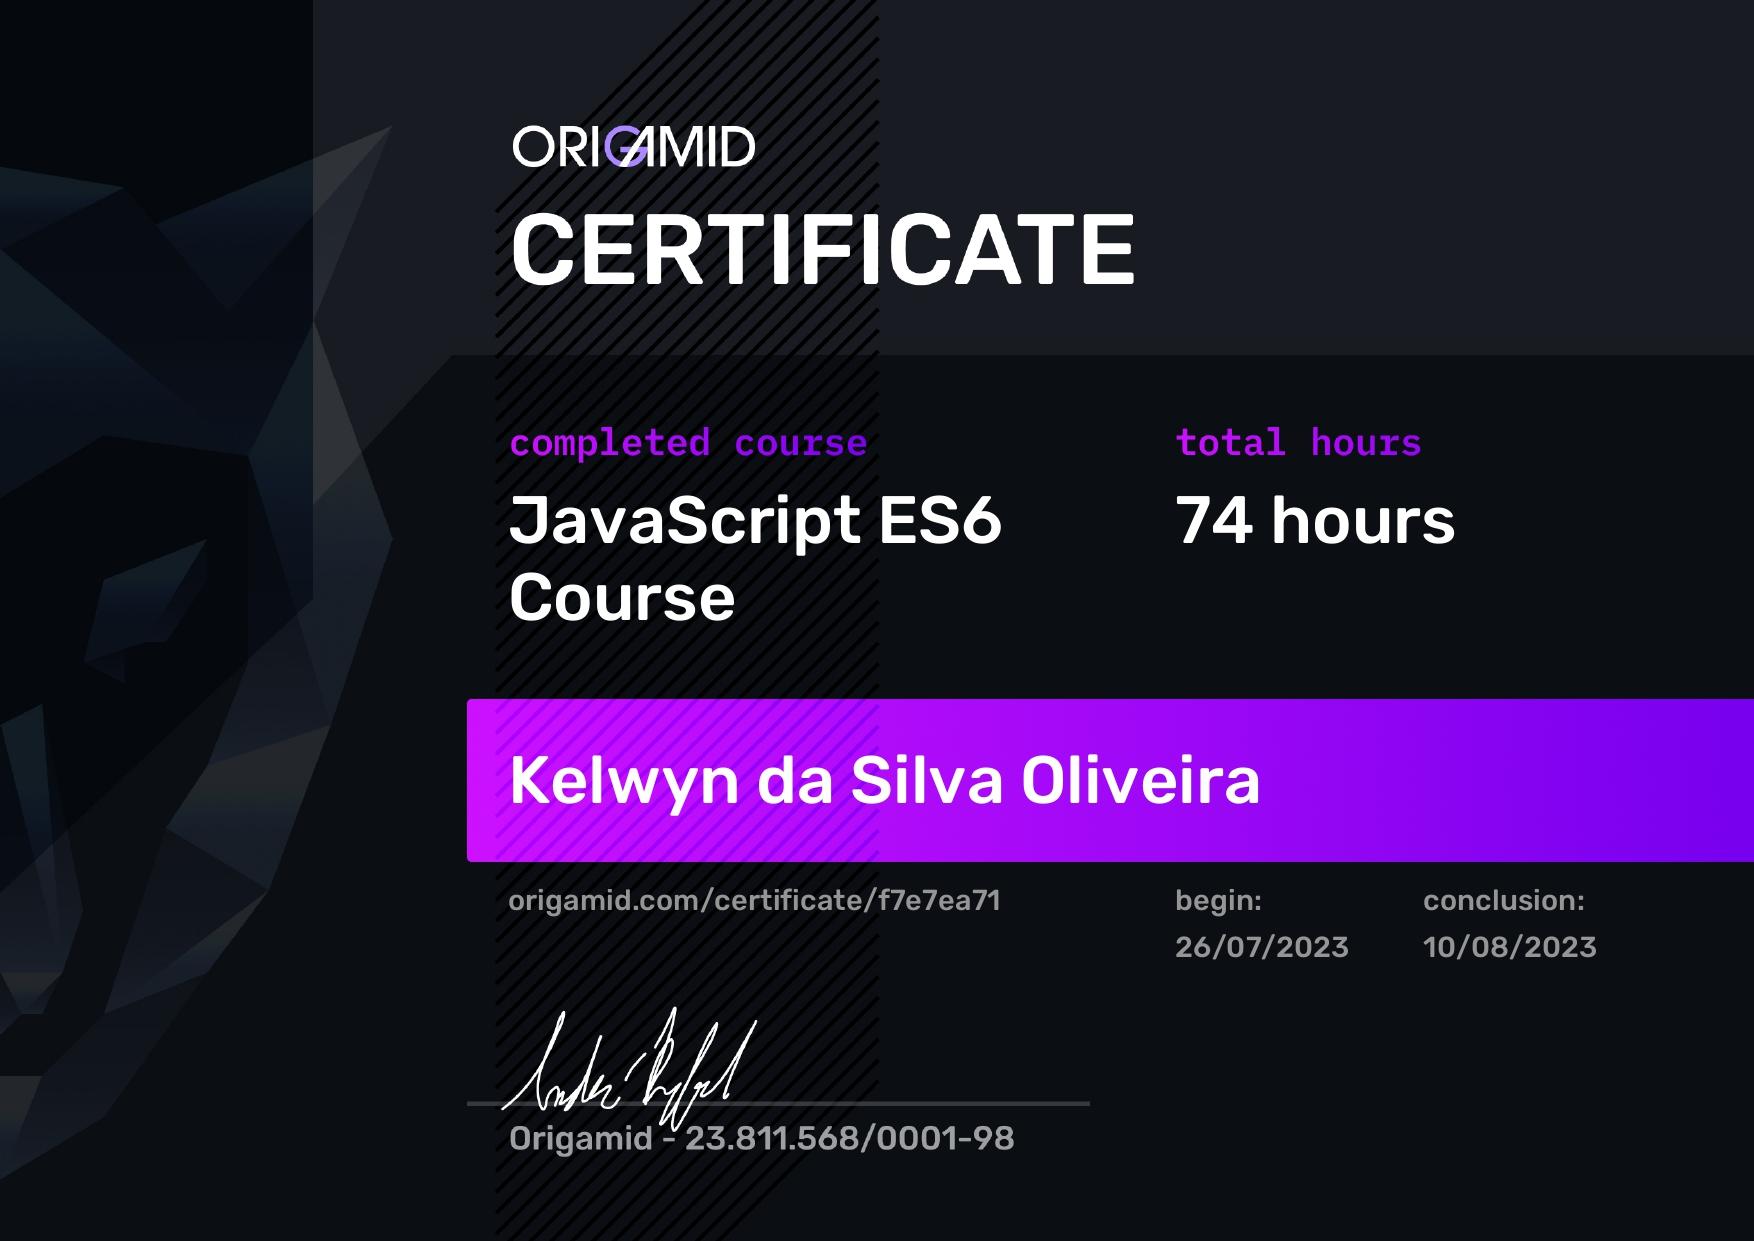 ORIGAMID
CERTIFICATE
completed course
JavaScript ES6
Course
total hours
74 hours
Kelwyn da Silva Oliveira
origamid.com/certificate/f7e7ea71
begin:
26/07/2023
conclusion:
10/08/2023
Origamid - 23.811.568/0001-98